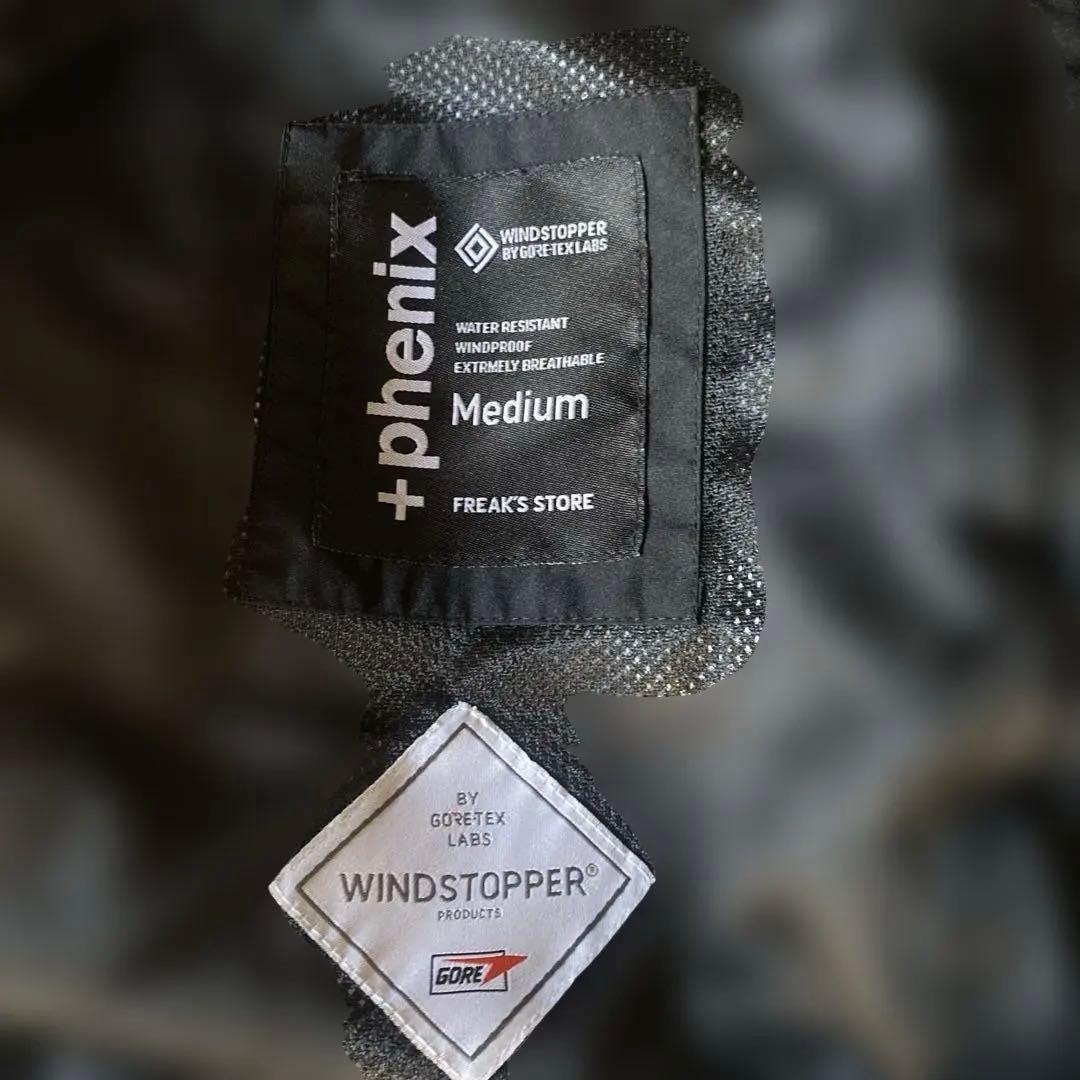 +phenix
WINDSTOPPER
BY GORE-TEX LABS
WATER RESISTANT
WINDPROOF
EXTRMELY BREATHABLE
Medium
FREAK'S STORE
BY
GORE-TEX
LABS
WINDSTOPPER®
PRODUCTS
GORE